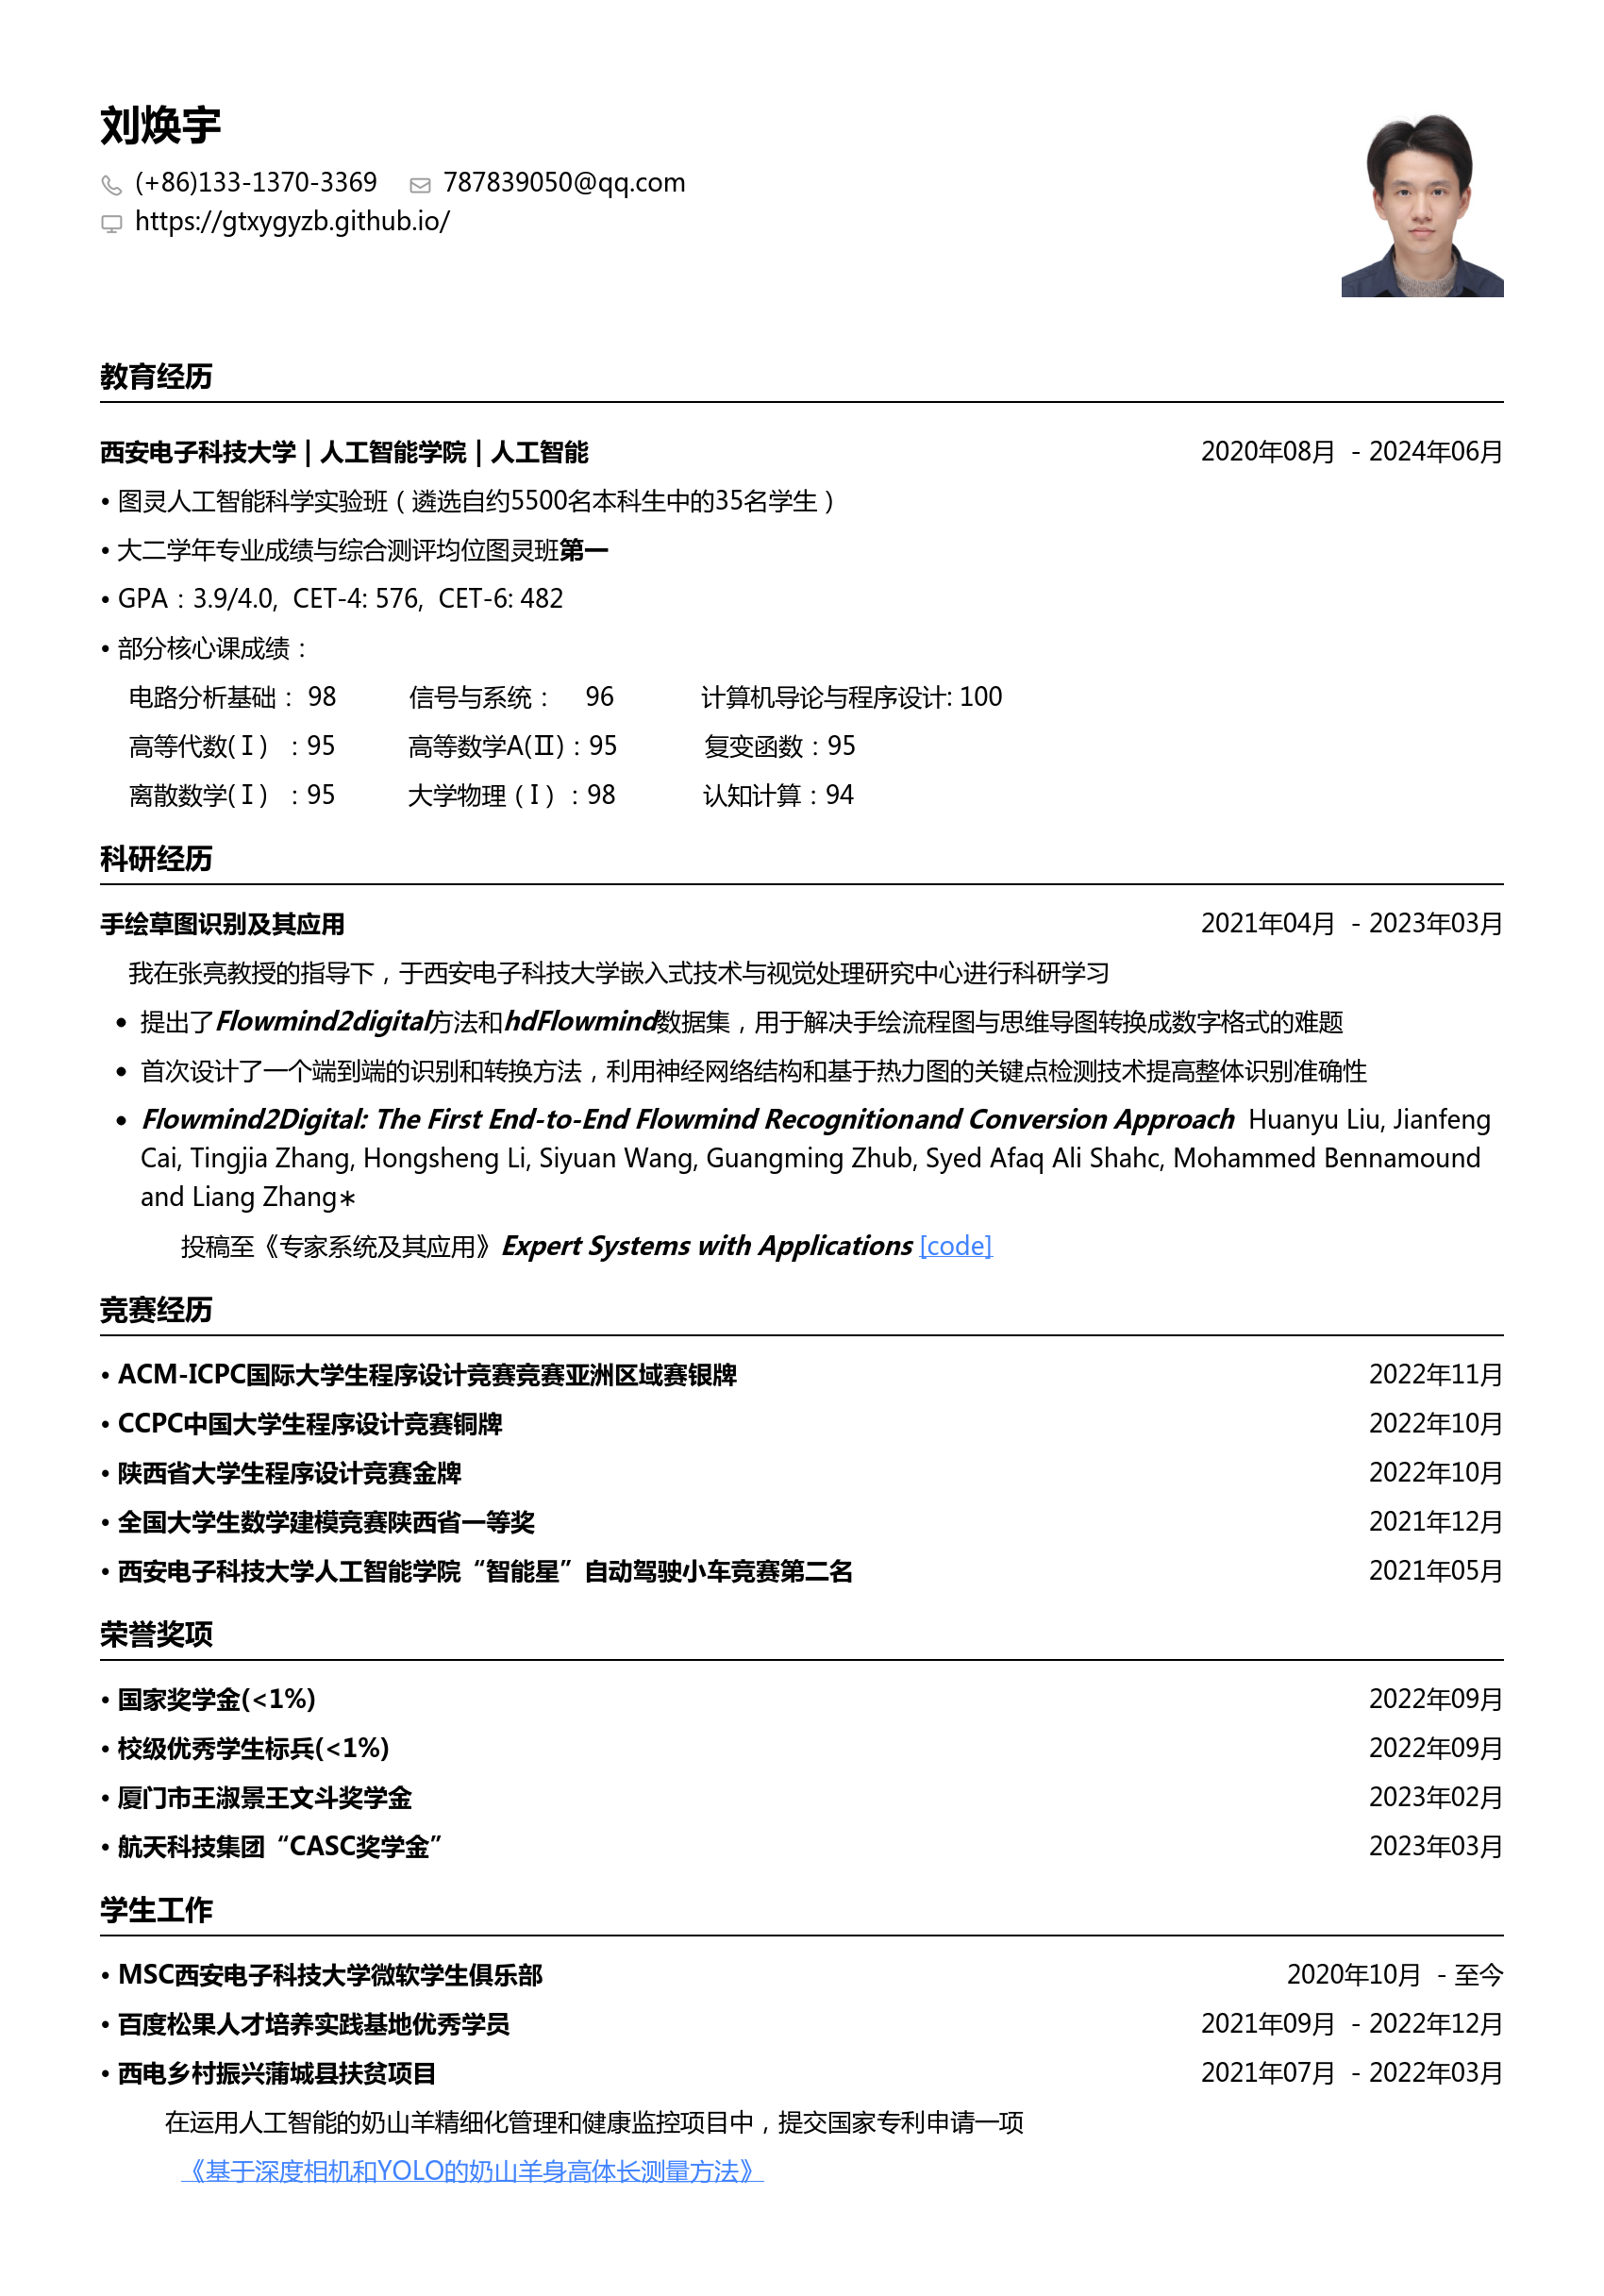 刘焕宇
(+86)133-1370-3369 787839050@qq.com
https://gtxygyzb.github.io/
教育经历
西安电子科技大学 | 人工智能学院 | 人工智能 2020年08月 - 2024年06月
• 图灵人工智能科学实验班（遴选自约5500名本科生中的35名学生）
• 大二学年专业成绩与综合测评均位图灵班第一
• GPA：3.9/4.0, CET-4: 576, CET-6: 482
• 部分核心课成绩：
电路分析基础： 98 信号与系统： 96 计算机导论与程序设计: 100
高等代数(Ⅰ) ：95 高等数学A(Ⅱ)：95 复变函数：95
离散数学(Ⅰ) ：95 大学物理（Ⅰ）：98 认知计算：94
科研经历
手绘草图识别及其应用 2021年04月 - 2023年03月
我在张亮教授的指导下，于西安电子科技大学嵌入式技术与视觉处理研究中心进行科研学习
• 提出了Flowmind2digital方法和hdFlowmind数据集，用于解决手绘流程图与思维导图转换成数字格式的难题
• 首次设计了一个端到端的识别和转换方法，利用神经网络结构和基于热力图的关键点检测技术提高整体识别准确性
• Flowmind2Digital: The First End-to-End Flowmind Recognitionand Conversion Approach Huanyu Liu, Jianfeng
Cai, Tingjia Zhang, Hongsheng Li, Siyuan Wang, Guangming Zhub, Syed Afaq Ali Shahc, Mohammed Bennamound
and Liang Zhang∗
投稿至《专家系统及其应用》Expert Systems with Applications [code]
竞赛经历
• ACM-ICPC国际大学生程序设计竞赛竞赛亚洲区域赛银牌 2022年11月
• CCPC中国大学生程序设计竞赛铜牌 2022年10月
• 陕西省大学生程序设计竞赛金牌 2022年10月
• 全国大学生数学建模竞赛陕西省一等奖 2021年12月
• 西安电子科技大学人工智能学院“智能星”自动驾驶小车竞赛第二名 2021年05月
荣誉奖项
• 国家奖学金(<1%) 2022年09月
• 校级优秀学生标兵(<1%) 2022年09月
• 厦门市王淑景王文斗奖学金 2023年02月
• 航天科技集团“CASC奖学金” 2023年03月
学生工作
• MSC西安电子科技大学微软学生俱乐部 2020年10月 - 至今
• 百度松果人才培养实践基地优秀学员 2021年09月 - 2022年12月
• 西电乡村振兴蒲城县扶贫项目 2021年07月 - 2022年03月
在运用人工智能的奶山羊精细化管理和健康监控项目中，提交国家专利申请一项
《基于深度相机和YOLO的奶山羊身高体长测量方法》